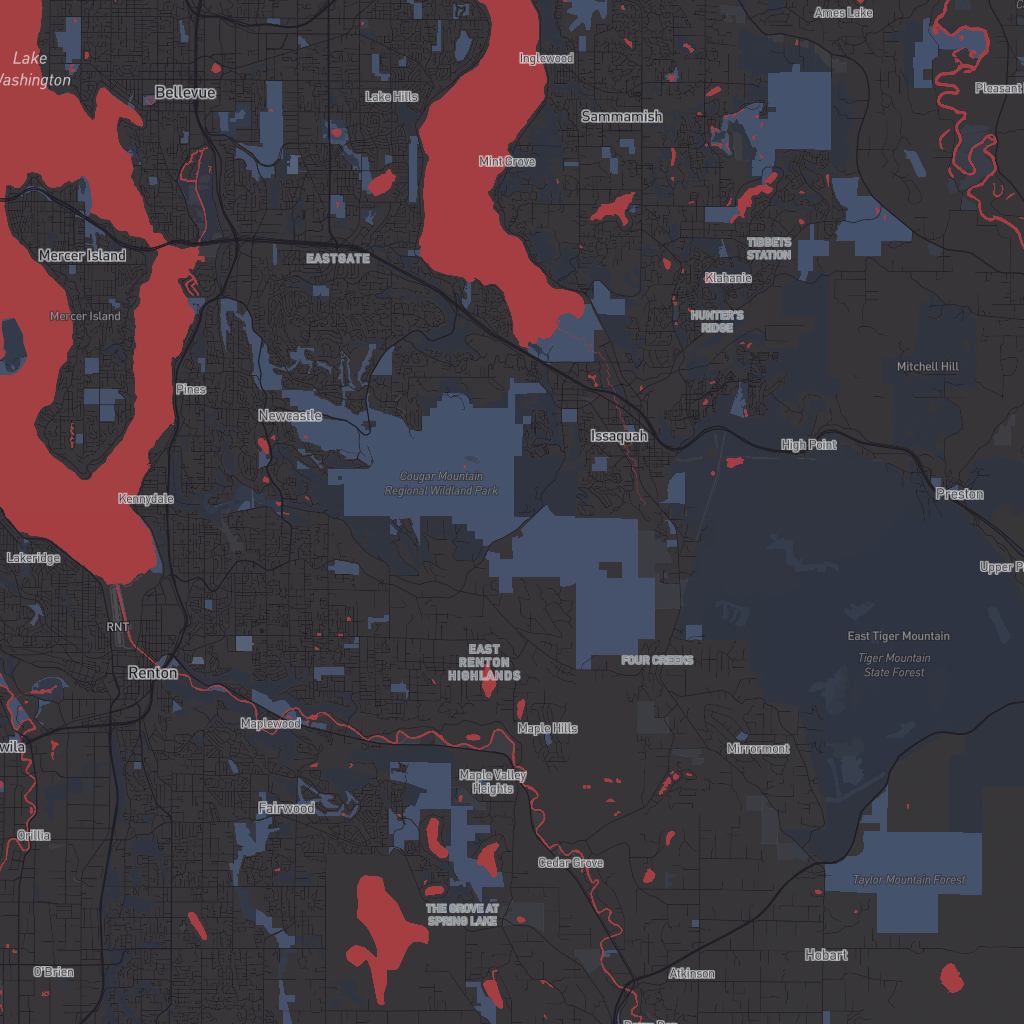 Ames Lake
Lake
Washington
Inglewood
Bellevue
Lake Hills
Pleasant
Sammamish
Mint Grove
Mercer Island
EASTGATE
TIBBETS
STATION
Klahanie
Mercer Island
HUNTER'S
RIDGE
Mitchell Hill
Pines
Newcastle
Issaquah
High Point
Cougar Mountain
Regional Wildland Park
Kennydale
Preston
Lakeridge
Upper P
RNT
East Tiger Mountain
EAST
RENTON
HIGHLANDS
FOUR CREEKS
Tiger Mountain
State Forest
Renton
Maplewood
Maple Hills
wila
Mirrormont
Maple Valley
Heights
Fairwood
Orillia
Cedar Grove
Taylor Mountain Forest
THE GROVE AT
SPRING LAKE
Hobart
O'Brien
Atkinson